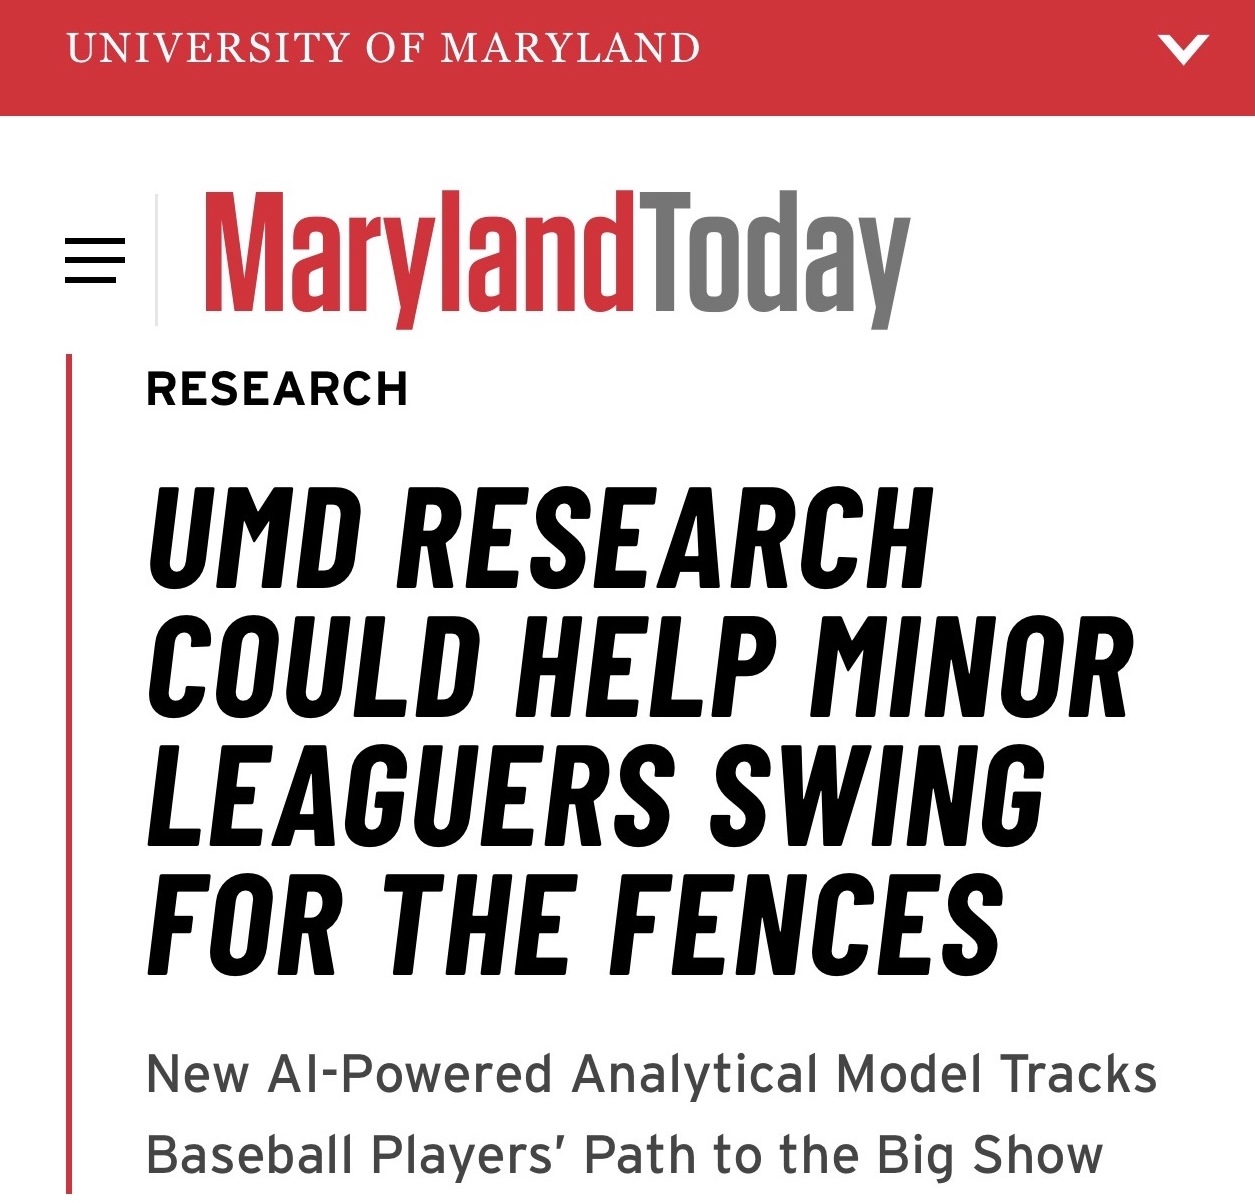 UNIVERSITY OF MARYLAND
MarylandToday
RESEARCH
UMD RESEARCH
COULD HELP MINOR
LEAGUERS SWING
FOR THE FENCES
New AI-Powered Analytical Model Tracks
Baseball Players’ Path to the Big Show